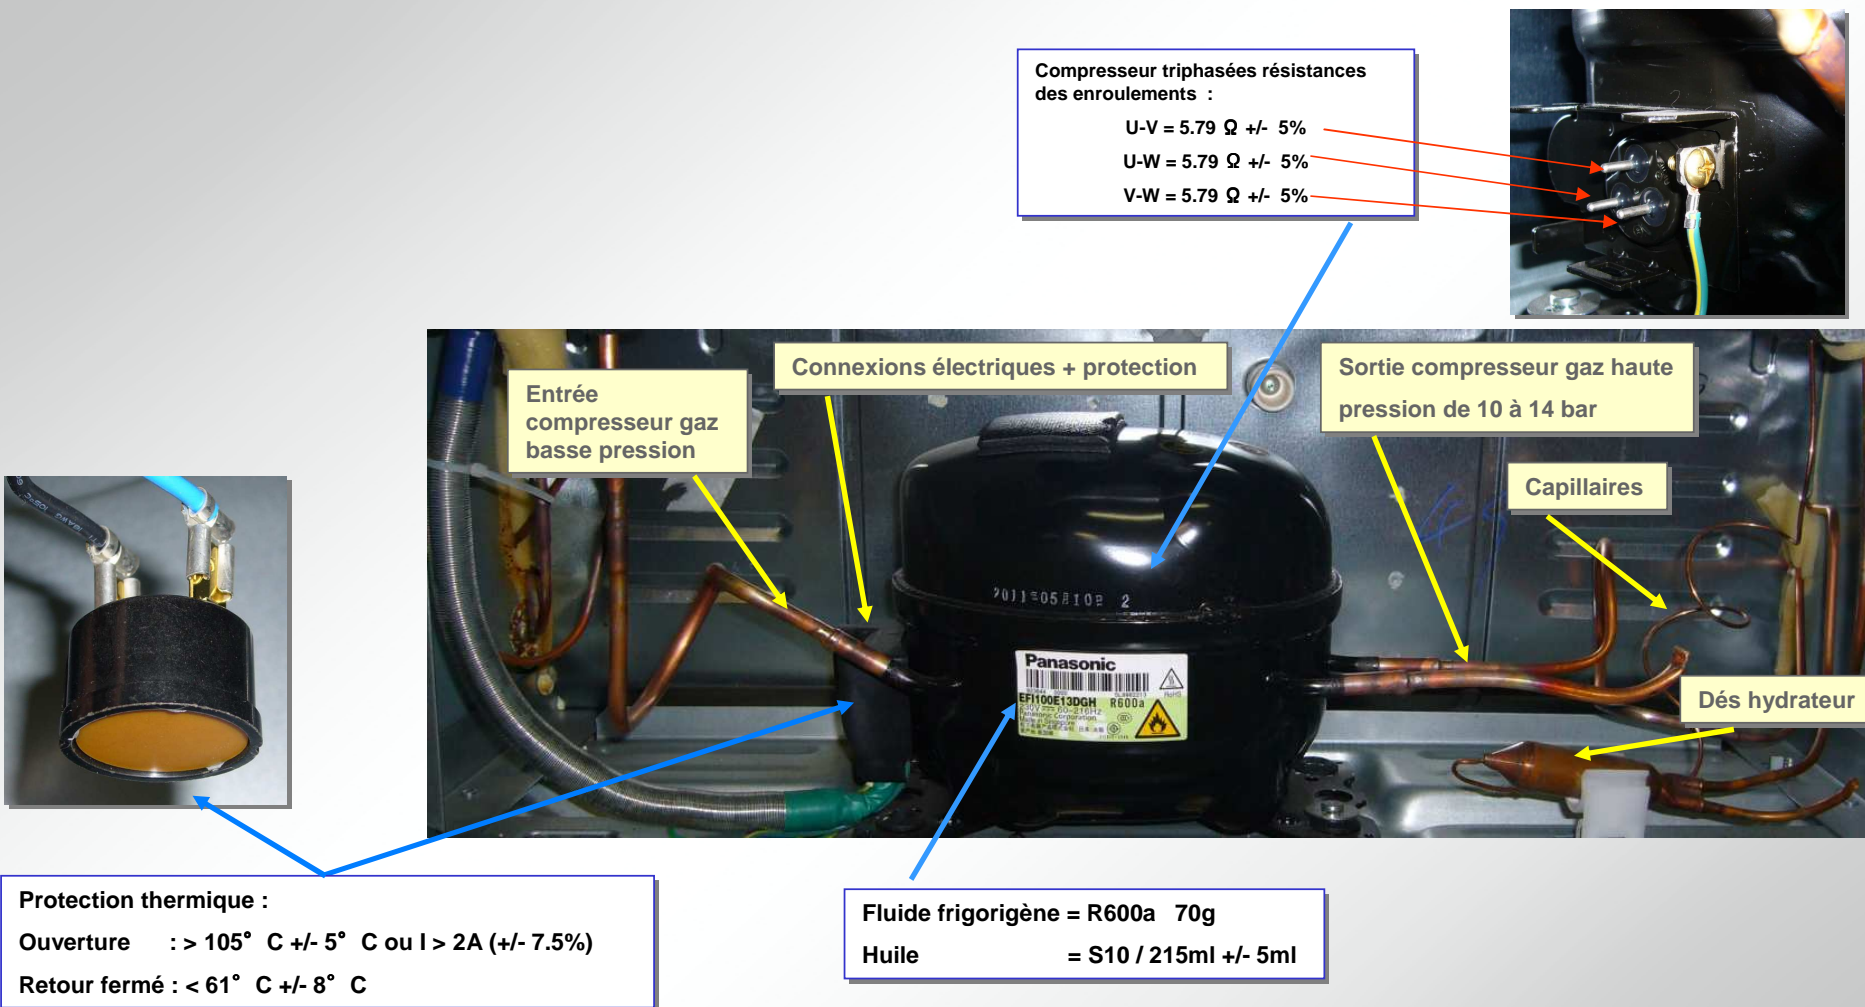 Compresseur triphasées résistances
des enroulements :
U-V = 5.79 Ω +/- 5%
U-W = 5.79 Ω +/- 5%
V-W = 5.79 Ω +/- 5%
Connexions électriques + protection
Entrée
compresseur gaz
basse pression
Sortie compresseur gaz haute
pression de 10 à 14 bar
Capillaires
Dés hydrateur
Panasonic
EFI100E13DGH R600a
RoHS
Protection thermique :
Ouverture : > 105° C +/- 5° C ou I > 2A (+/- 7.5%)
Retour fermé : < 61° C +/- 8° C
Fluide frigorigène = R600a 70g
Huile = S10 / 215ml +/- 5ml